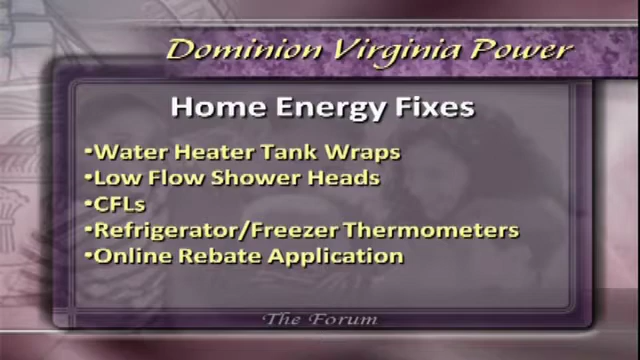 Dominion Virginia Power
Home Energy Fixes
•Water Heater Tank Wraps
•Low Flow Shower Heads
•CFLs
•Refrigerator/Freezer Thermometers
•Online Rebate Application
The Forum